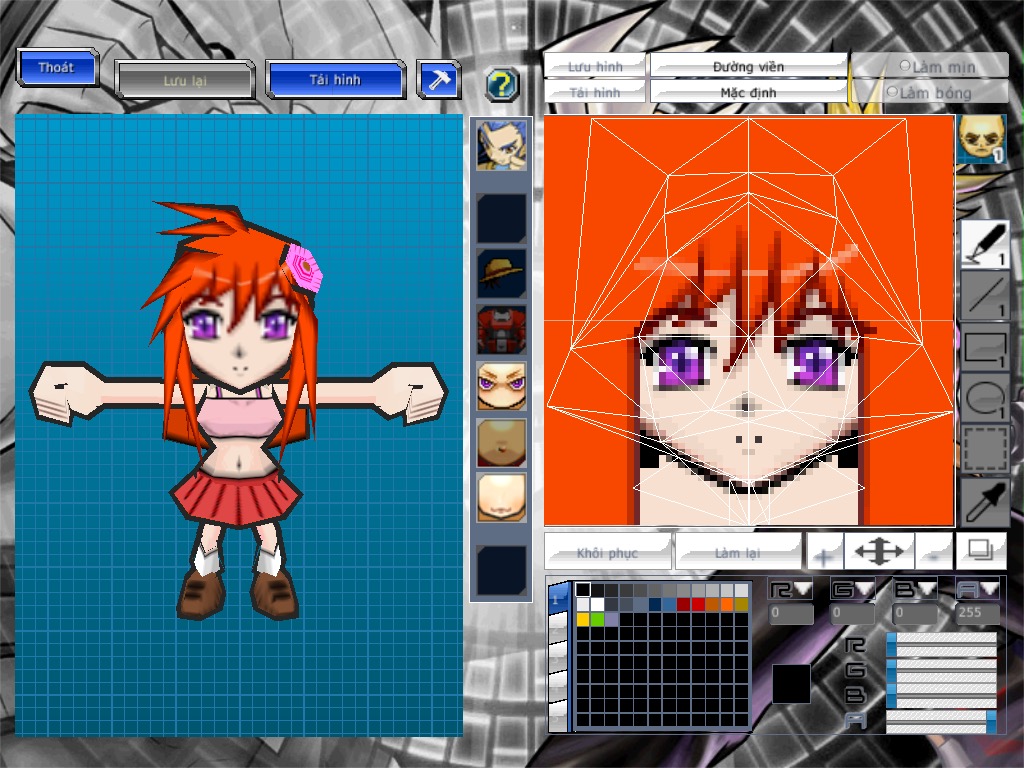 Thoát
Lưu lại
Tải hình
?
Lưu hình
Đường viền
Làm mịn
Tải hình
Mặc định
Làm bóng
1
1
1
1
1
Khôi phục
Làm lại
+
-
1
R G B A
0 0 0 255
R
G
B
A